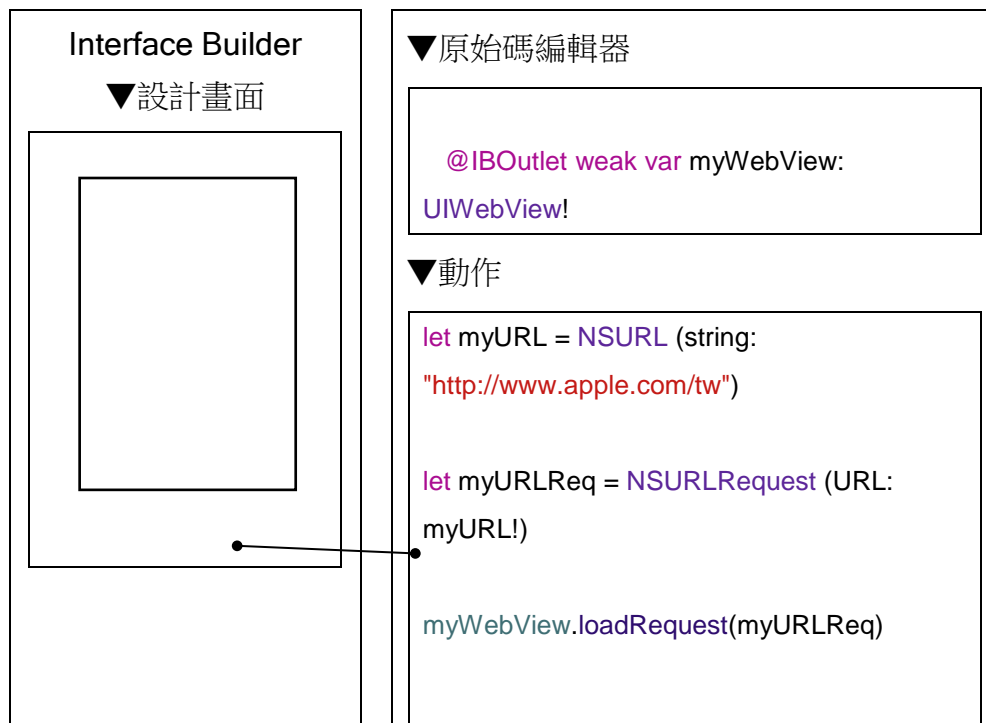 Interface Builder
▼設計畫面
▼原始碼編輯器
@IBOutlet weak var myWebView:
UIWebView!
▼動作
let myURL = NSURL (string:
"http://www.apple.com/tw")
let myURLReq = NSURLRequest (URL:
myURL!)
myWebView.loadRequest(myURLReq)